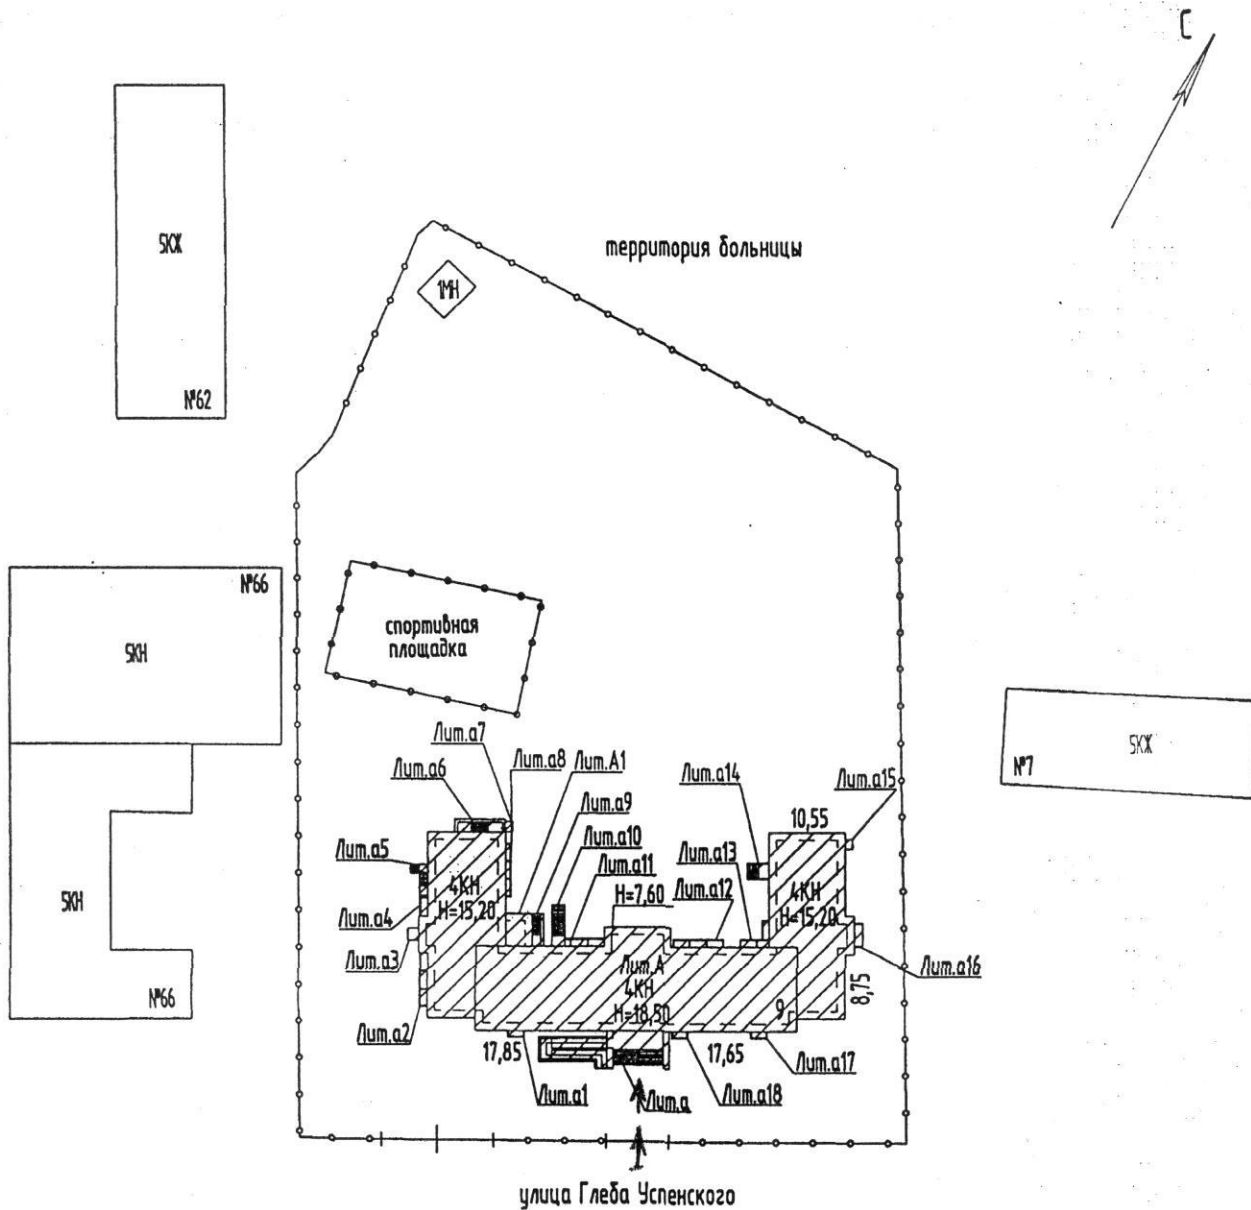 С
5КЖ
№62
территория больницы
1МН
№66
5КН
спортивная
площадка
5КЖ
№7
Лит.а7
Лит.а6
Лит.а8
Лит.А1
Лит.а9
Лит.а10
Лит.а11
Лит.а14
Лит.а15
10,55
Лит.а5
Лит.а13
4КН
Н=15,20
Н=7,60
Лит.а12
4КН
Н=15,20
Лит.а4
5КН
Лит.а3
Лит.А
4КН
Н=18,50
Лит.а16
8,75
9
№66
Лит.а2
17,85
17,65
Лит.а17
Лит.а1
Лит.а
Лит.а18
улица Глеба Успенского